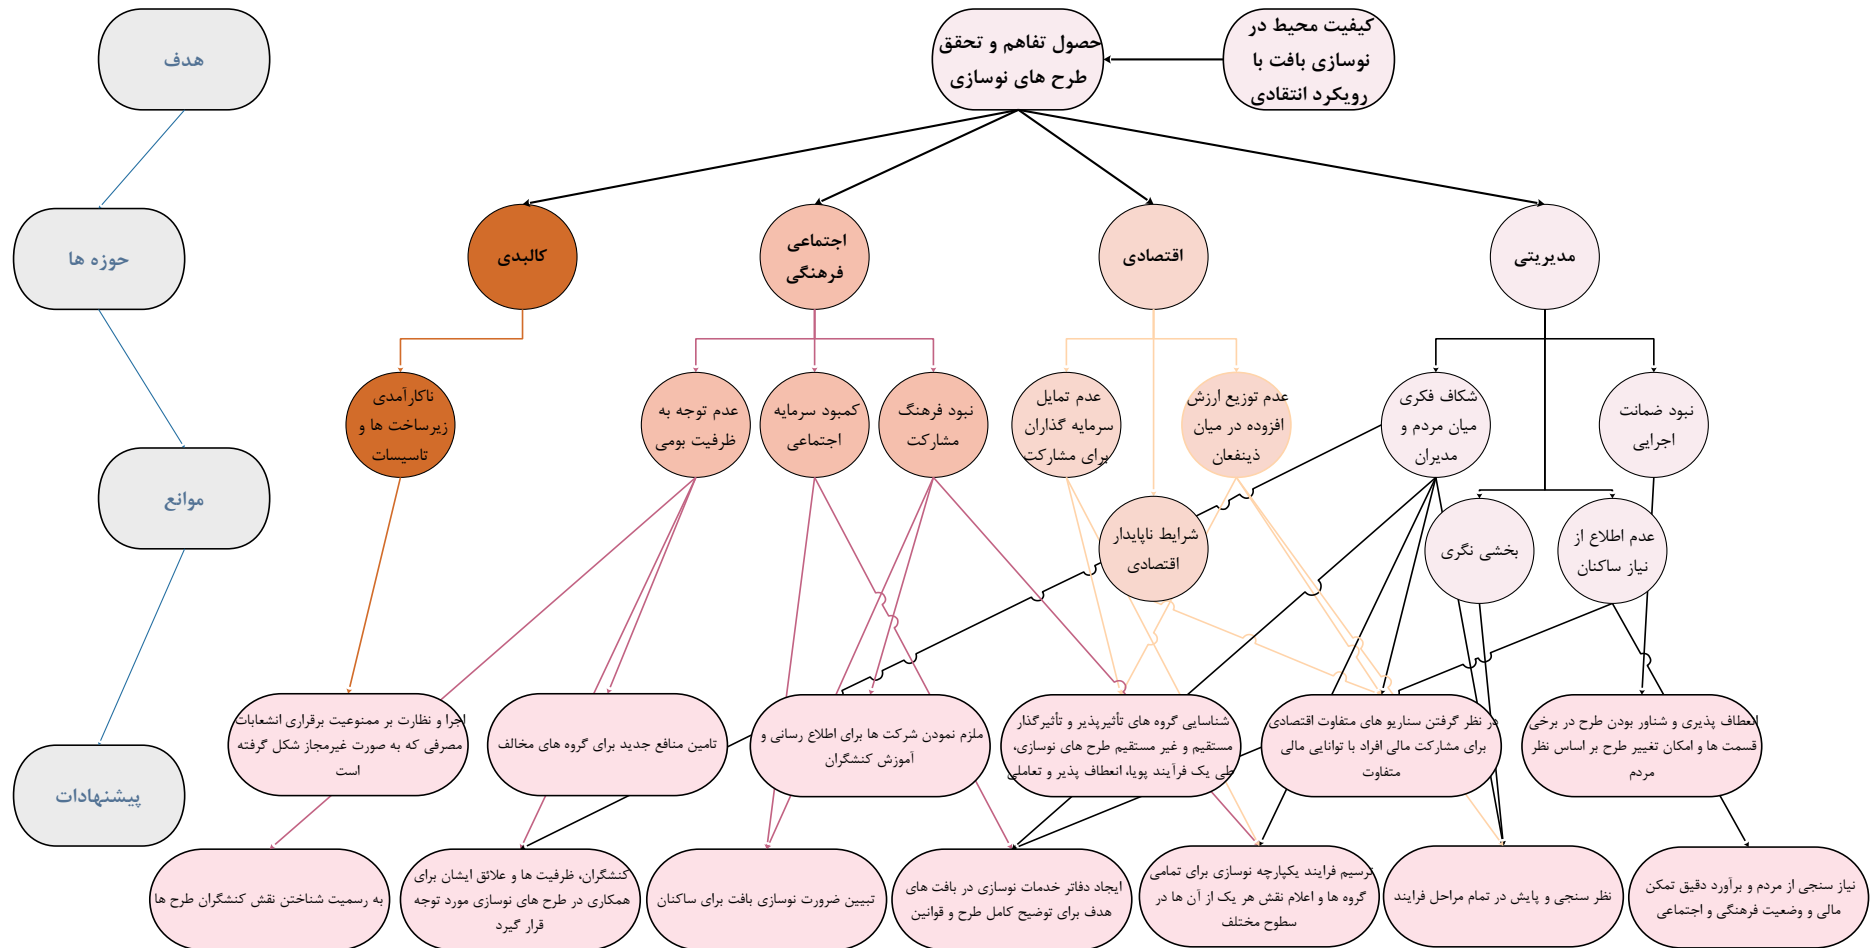 کیفیت محیط در
نوسازی بافت با
رویکرد انتقادی
حصول تفاهم و تحقق
طرح های نوسازی
هدف
مدیریتی
اقتصادی
اجتماعی
فرهنگی
کالبدی
حوزه ها
نبود ضمانت
اجرایی
شکاف فکری
میان مردم و
مدیران
عدم توزیع ارزش
افزوده در میان
ذینفعان
عدم تمایل
سرمایه گذاران
برای مشارکت
نبود فرهنگ
مشارکت
کمبود سرمایه
اجتماعی
عدم توجه به
ظرفیت بومی
ناکارآمدی
زیرساخت ها و
تاسیسات
عدم اطلاع از
نیاز ساکنان
بخشی نگری
شرایط ناپایدار
اقتصادی
موانع
انعطاف پذیری و شناور بودن طرح در برخی
قسمت ها و امکان تغییر طرح بر اساس نظر
مردم
در نظر گرفتن سناریو های متفاوت اقتصادی
برای مشارکت مالی افراد با توانایی مالی
متفاوت
شناسایی گروه های تأثیرپذیر و تأثیرگذار
مستقیم و غیر مستقیم طرح های نوسازی،
طی یک فرآیند پویا، انعطاف پذیر و تعاملی
ملزم نمودن شرکت ها برای اطلاع رسانی و
آموزش کنشگران
تامین منافع جدید برای گروه های مخالف
اجرا و نظارت بر ممنوعیت برقراری انشعابات
مصرفی که به صورت غیرمجاز شکل گرفته
است
پیشنهادات
نیاز سنجی از مردم و برآورد دقیق تمکن
مالی و وضعیت فرهنگی و اجتماعی
نظر سنجی و پایش در تمام مراحل فرایند
ترسیم فرایند یکپارچه نوسازی برای تمامی
گروه ها و اعلام نقش هر یک از آن ها در
سطوح مختلف
ایجاد دفاتر خدمات نوسازی در بافت های
هدف برای توضیح کامل طرح و قوانین
تبیین ضرورت نوسازی بافت برای ساکنان
کنشگران، ظرفیت ها و علائق ایشان برای
همکاری در طرح های نوسازی مورد توجه
قرار گیرد
به رسمیت شناختن نقش کنشگران طرح ها